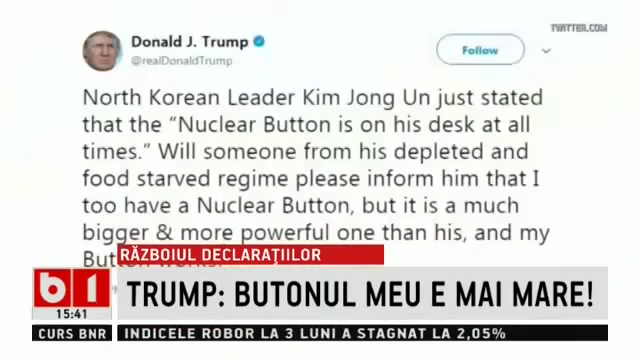 TWITTER.COM
Donald J. Trump
@realDonaldTrump
Follow
North Korean Leader Kim Jong Un just stated
that the “Nuclear Button is on his desk at all
times.” Will someone from his depleted and
food starved regime please inform him that I
too have a Nuclear Button, but it is a much
bigger & more powerful one than his, and my
RĂZBOIUL DECLARAŢIILOR
b1
TRUMP: BUTONUL MEU E MAI MARE!
15:41
CURS BNR
INDICELE ROBOR LA 3 LUNI A STAGNAT LA 2,05%